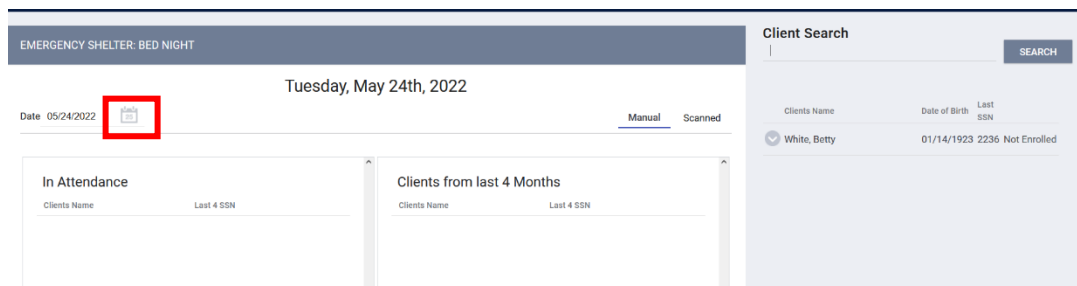 EMERGENCY SHELTER: BED NIGHT
Tuesday, May 24th, 2022
Date 05/24/2022
Manual Scanned
In Attendance
Clients Name Last 4 SSN
Clients from last 4 Months
Clients Name Last 4 SSN
Client Search
SEARCH
Clients Name Date of Birth Last
SSN
White, Betty 01/14/1923 2236 Not Enrolled